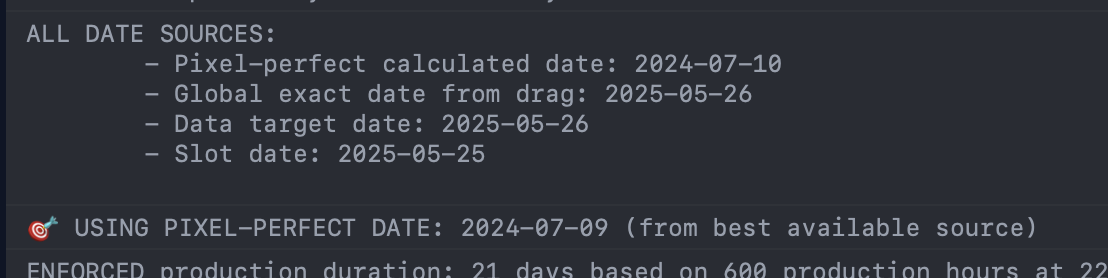 ALL DATE SOURCES:
- Pixel-perfect calculated date: 2024-07-10
- Global exact date from drag: 2025-05-26
- Data target date: 2025-05-26
- Slot date: 2025-05-25
🎯 USING PIXEL-PERFECT DATE: 2024-07-09 (from best available source)
ENFORCED production duration: 21 days based on 600 production hours at 22